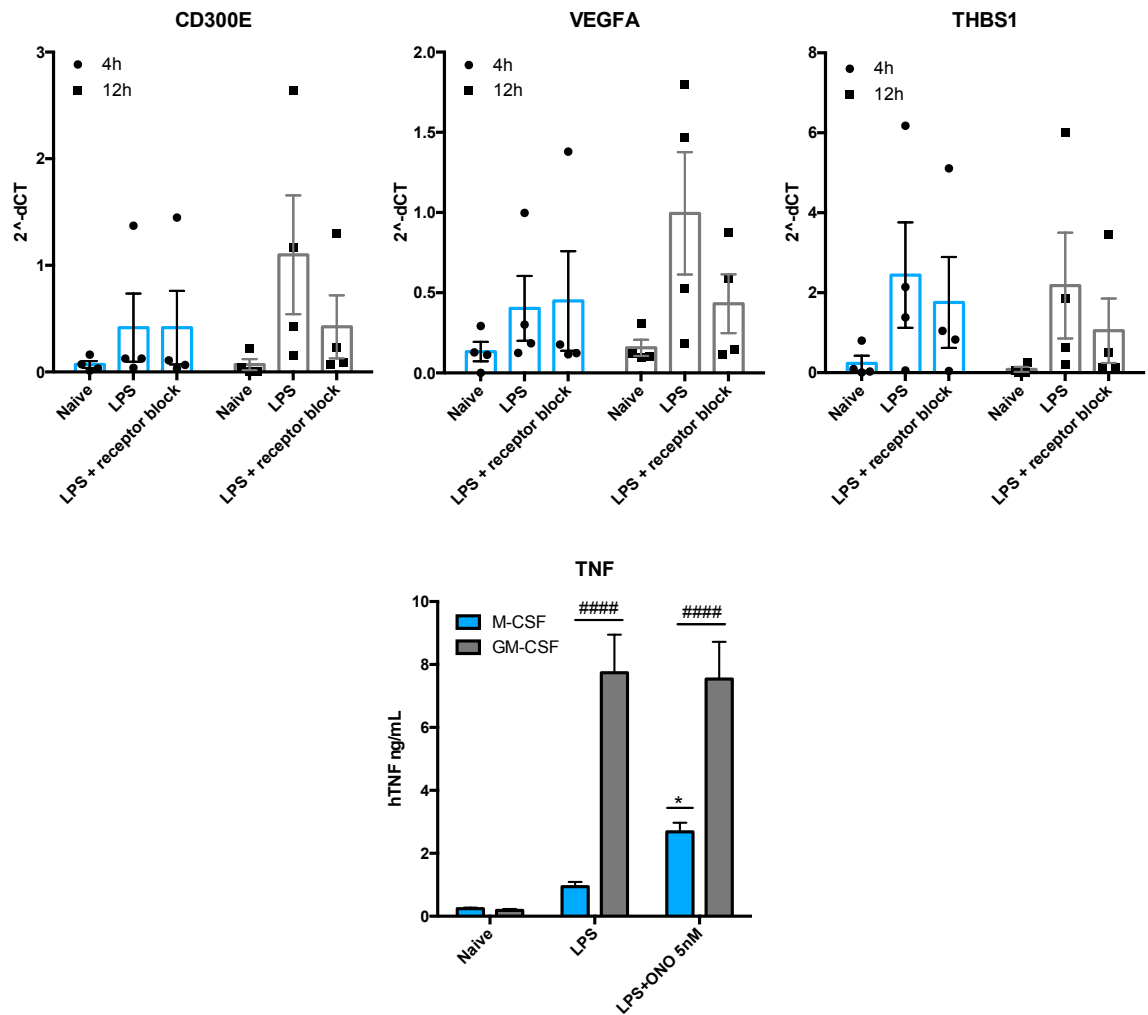 CD300E
3
2
1
0
2^-dCT
4h
12h
Naive
LPS
LPS + receptor block
Naive
LPS
LPS + receptor block
VEGFA
2.0
1.5
1.0
0.5
0.0
2^-dCT
4h
12h
Naive
LPS
LPS + receptor block
Naive
LPS
LPS + receptor block
THBS1
8
6
4
2
0
2^-dCT
4h
12h
Naive
LPS
LPS + receptor block
Naive
LPS
LPS + receptor block
TNF
10
8
6
4
2
0
hTNF ng/mL
M-CSF
GM-CSF
####
####
*
Naive
LPS
LPS+ONO 5nM